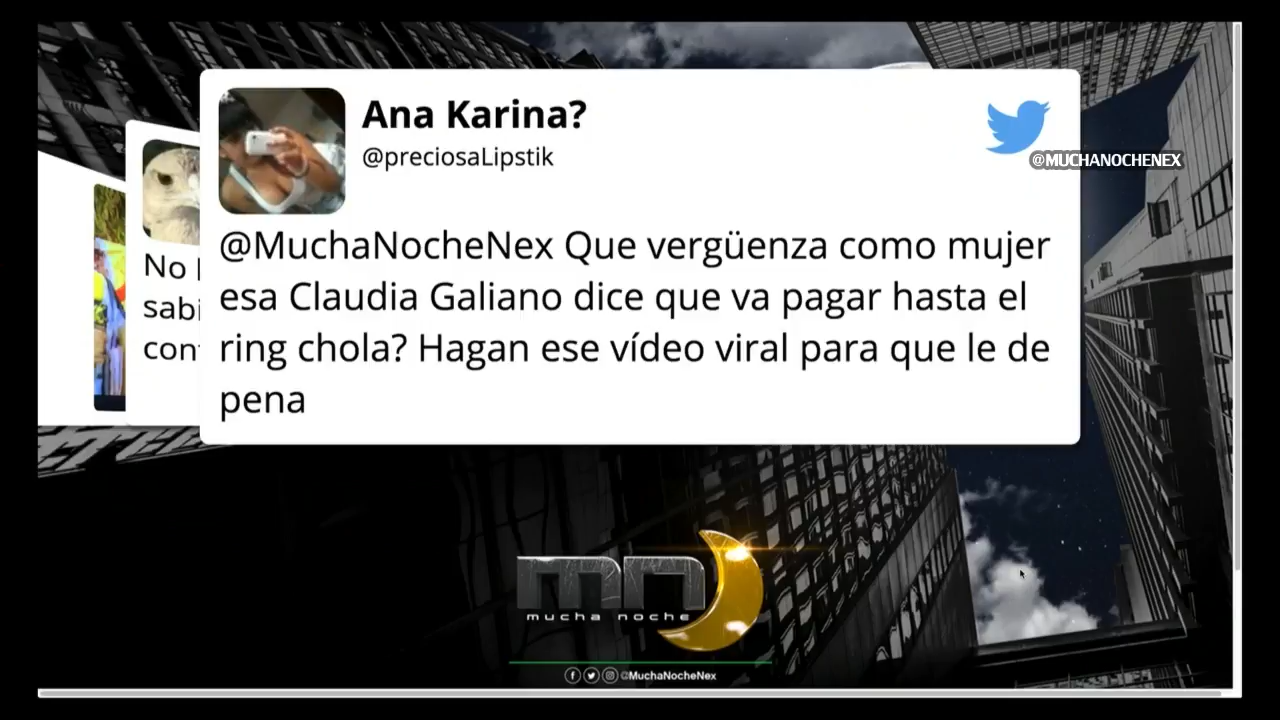 Ana Karina?
@preciosaLipstik
@MUCHANOCHENEX
@MuchaNocheNex Que vergüenza como mujer
esa Claudia Galiano dice que va pagar hasta el
ring chola? Hagan ese vídeo viral para que le de
pena
No
sabi
con
mn
mucha noche
@MuchaNocheNex